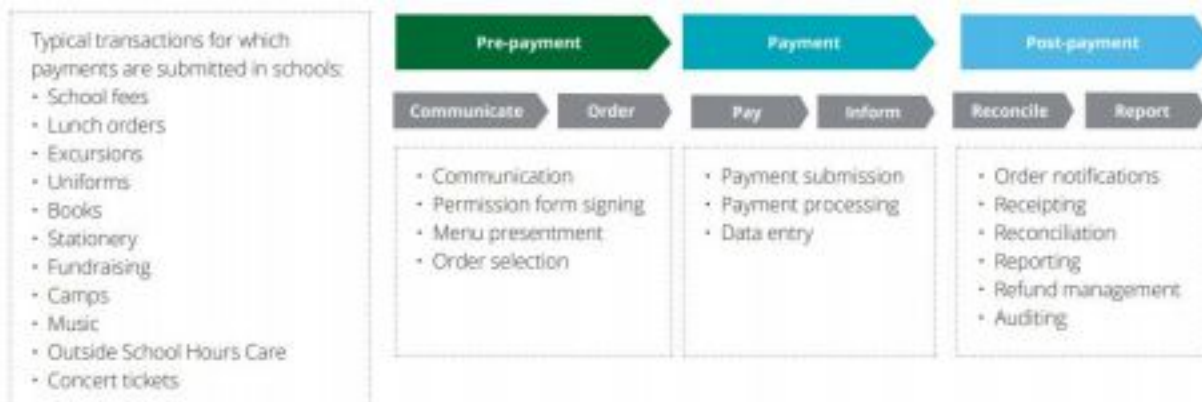 Typical transactions for which
payments are submitted in schools:
• School fees
• Lunch orders
• Excursions
• Uniforms
• Books
• Stationery
• Fundraising
• Camps
• Music
• Outside School Hours Care
• Concert tickets
Pre-payment
Payment
Post-payment
Communicate
Order
Pay
Inform
Reconcile
Report
• Communication
• Permission form signing
• Menu presentment
• Order selection
• Payment submission
• Payment processing
• Data entry
• Order notifications
• Receipting
• Reconciliation
• Reporting
• Refund management
• Auditing